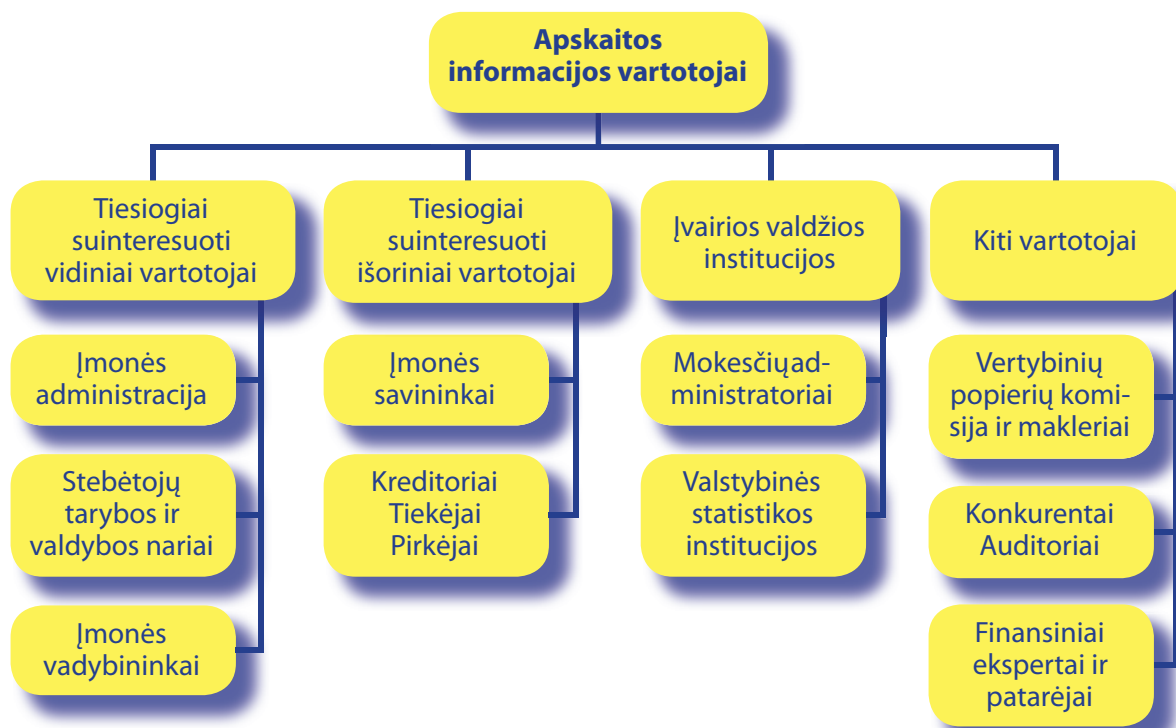 Apskaitos
informacijos vartotojai
Tiesiogiai
suinteresuoti
vidiniai vartotojai
Įmonės
administracija
Stebėtojų
tarybos ir
valdybos nariai
Įmonės
vadybininkai
Tiesiogiai
suinteresuoti
išoriniai vartotojai
Įmonės
savininkai
Kreditoriai
Tiekėjai
Pirkėjai
Įvairios valdžios
institucijos
Mokesčių ad-
ministratoriai
Valstybinės
statistikos
institucijos
Kiti vartotojai
Vertybinių
popierių komi-
sija ir makleriai
Konkurentai
Auditoriai
Finansiniai
ekspertai ir
patarėjai